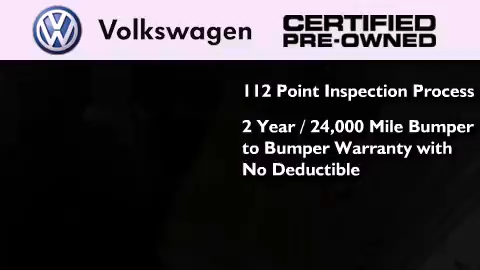 Volkswagen
CERTIFIED
PRE-OWNED
112 Point Inspection Process
2 Year / 24,000 Mile Bumper
to Bumper Warranty with
No Deductible